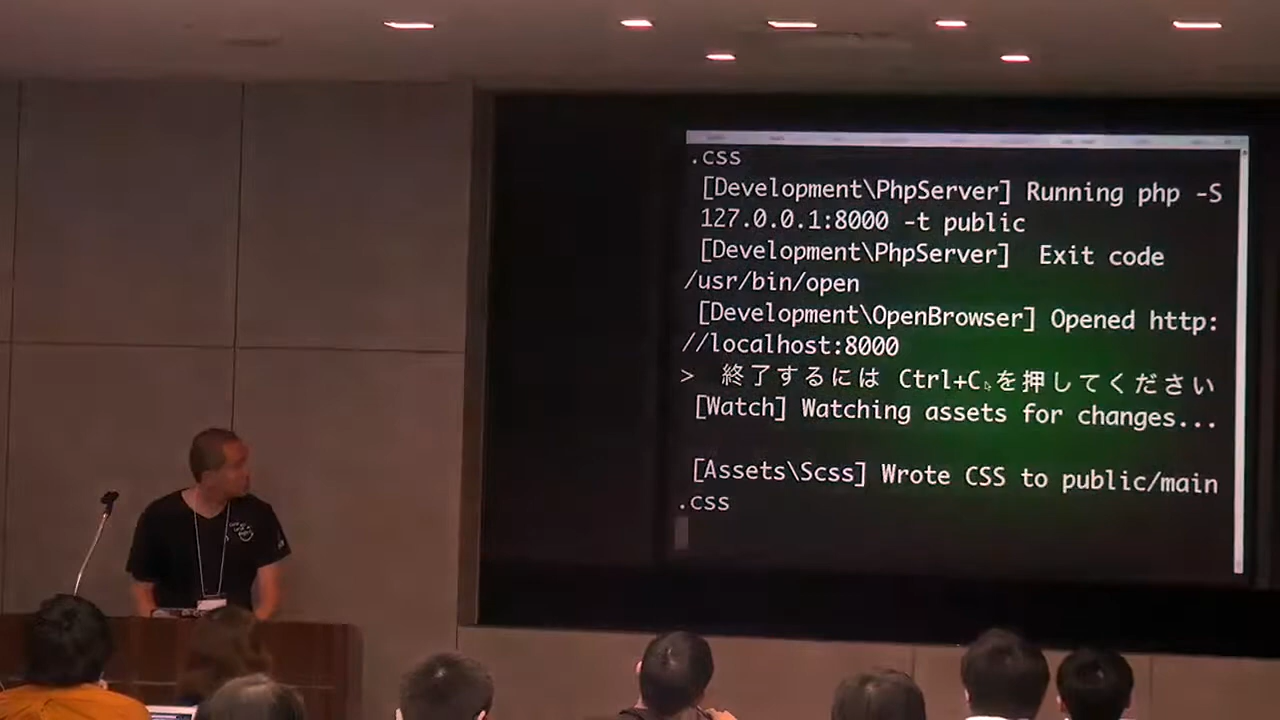 .css
[Development\PhpServer] Running php -S
127.0.0.1:8000 -t public
[Development\PhpServer]  Exit code
/usr/bin/open
[Development\OpenBrowser] Opened http:
//localhost:8000
>  終了するには Ctrl+Cを押してください
[Watch] Watching assets for changes...
[Assets\Scss] Wrote CSS to public/main
.css